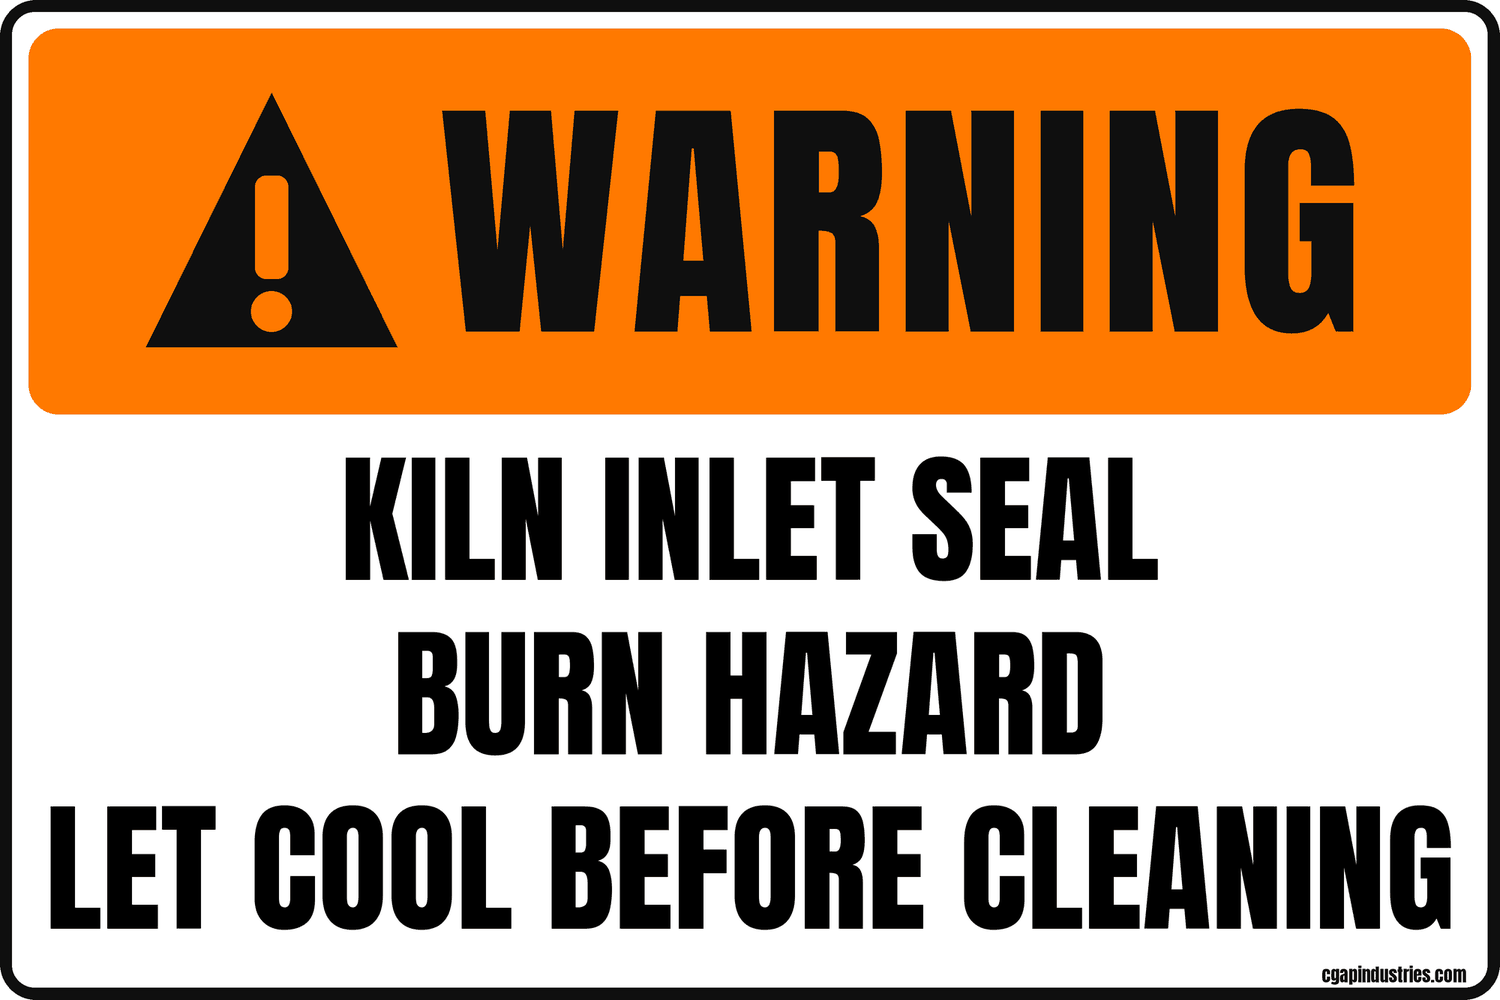 WARNING
KILN INLET SEAL
BURN HAZARD
LET COOL BEFORE CLEANING
cgapindustries.com